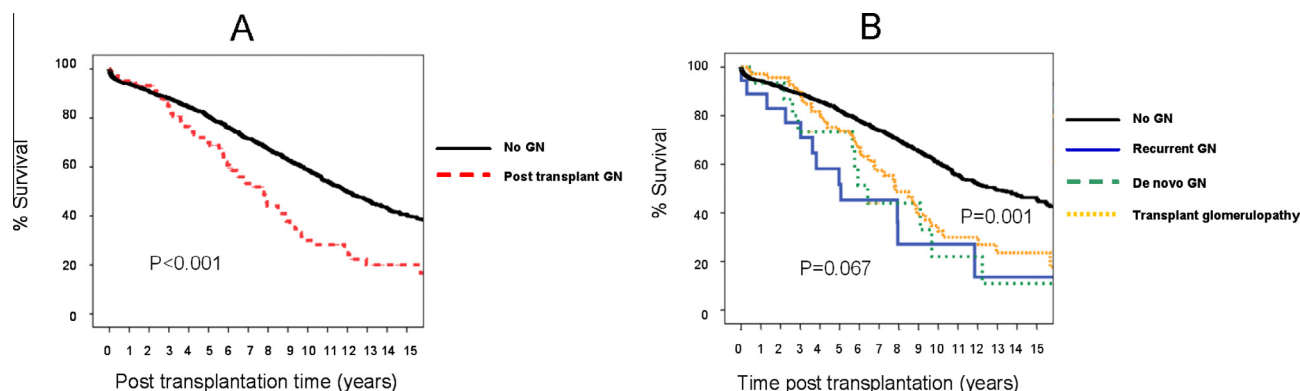 A
% Survival
100
80
60
40
20
0
P<0.001
0 1 2 3 4 5 6 7 8 9 10 11 12 13 14 15
Post transplantation time (years)
No GN
Post transplant GN
B
% Survival
100
80
60
40
20
0
P=0.001
P=0.067
0 1 2 3 4 5 6 7 8 9 10 11 12 13 14 15
Time post transplantation (years)
No GN
Recurrent GN
De novo GN
Transplant glomerulopathy